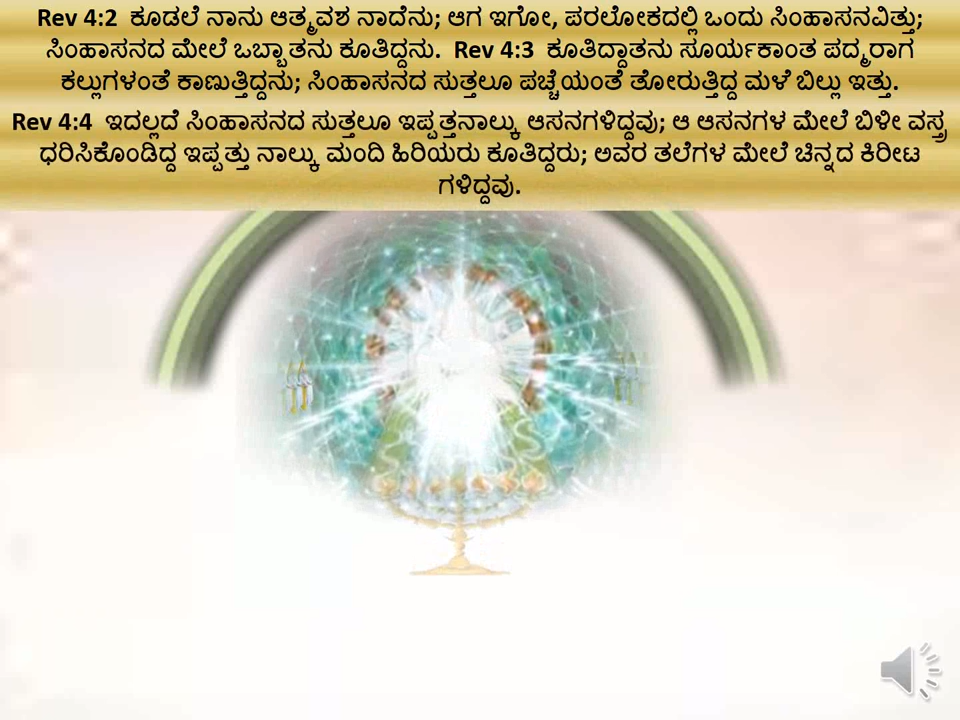 Rev 4:2 ಕೂಡಲೆ ನಾನು ಆತ್ಮವಶ ನಾದೆನು; ಆಗ ಇಗೋ, ಪರಲೋಕದಲ್ಲಿ ಒಂದು ಸಿಂಹಾಸನವಿತ್ತು;
ಸಿಂಹಾಸನದ ಮೇಲೆ ಒಬ್ಬಾತನು ಕೂತಿದ್ದನು. Rev 4:3 ಕೂತಿದ್ದಾತನು ಸೂರ್ಯಕಾಂತ ಪದ್ಮರಾಗ
ಕಲ್ಲುಗಳಂತೆ ಕಾಣುತ್ತಿದ್ದನು; ಸಿಂಹಾಸನದ ಸುತ್ತಲೂ ಪಚ್ಚೆಯಂತೆ ತೋರುತ್ತಿದ್ದ ಮಳೆ ಬಿಲ್ಲು ಇತ್ತು.
Rev 4:4 ಇದಲ್ಲದೆ ಸಿಂಹಾಸನದ ಸುತ್ತಲೂ ಇಪ್ಪತ್ತನಾಲ್ಕು ಆಸನಗಳಿದ್ದವು; ಆ ಆಸನಗಳ ಮೇಲೆ ಬಿಳೀ ವಸ್ತ್ರ
ಧರಿಸಿಕೊಂಡಿದ್ದ ಇಪ್ಪತ್ತು ನಾಲ್ಕು ಮಂದಿ ಹಿರಿಯರು ಕೂತಿದ್ದರು; ಅವರ ತಲೆಗಳ ಮೇಲೆ ಚಿನ್ನದ ಕಿರೀಟ
ಗಳಿದ್ದವು.